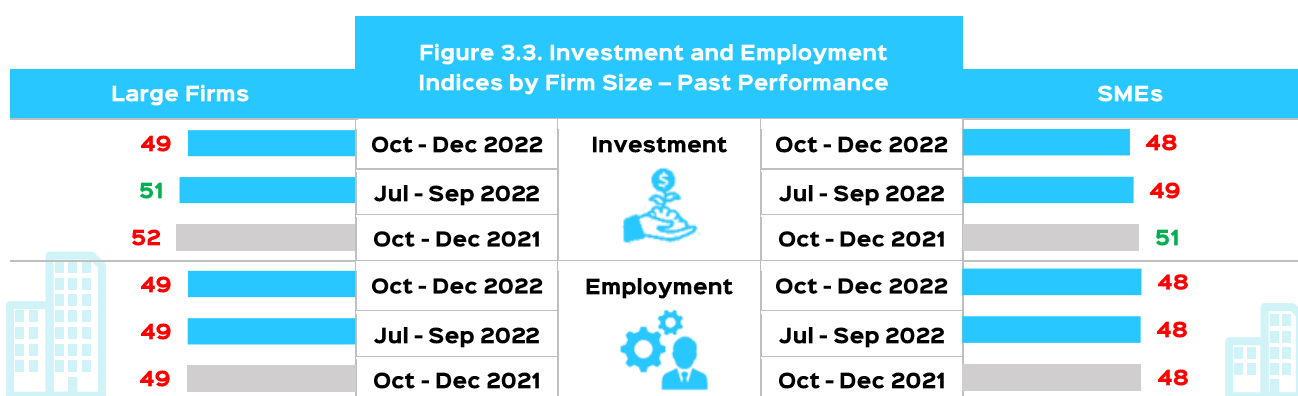 Figure 3.3. Investment and Employment
Indices by Firm Size – Past Performance
Large Firms
SMEs
49 Oct - Dec 2022 Investment Oct - Dec 2022 48
51 Jul - Sep 2022 Jul - Sep 2022 49
52 Oct - Dec 2021 Oct - Dec 2021 51
49 Oct - Dec 2022 Employment Oct - Dec 2022 48
49 Jul - Sep 2022 Jul - Sep 2022 48
49 Oct - Dec 2021 Oct - Dec 2021 48
$